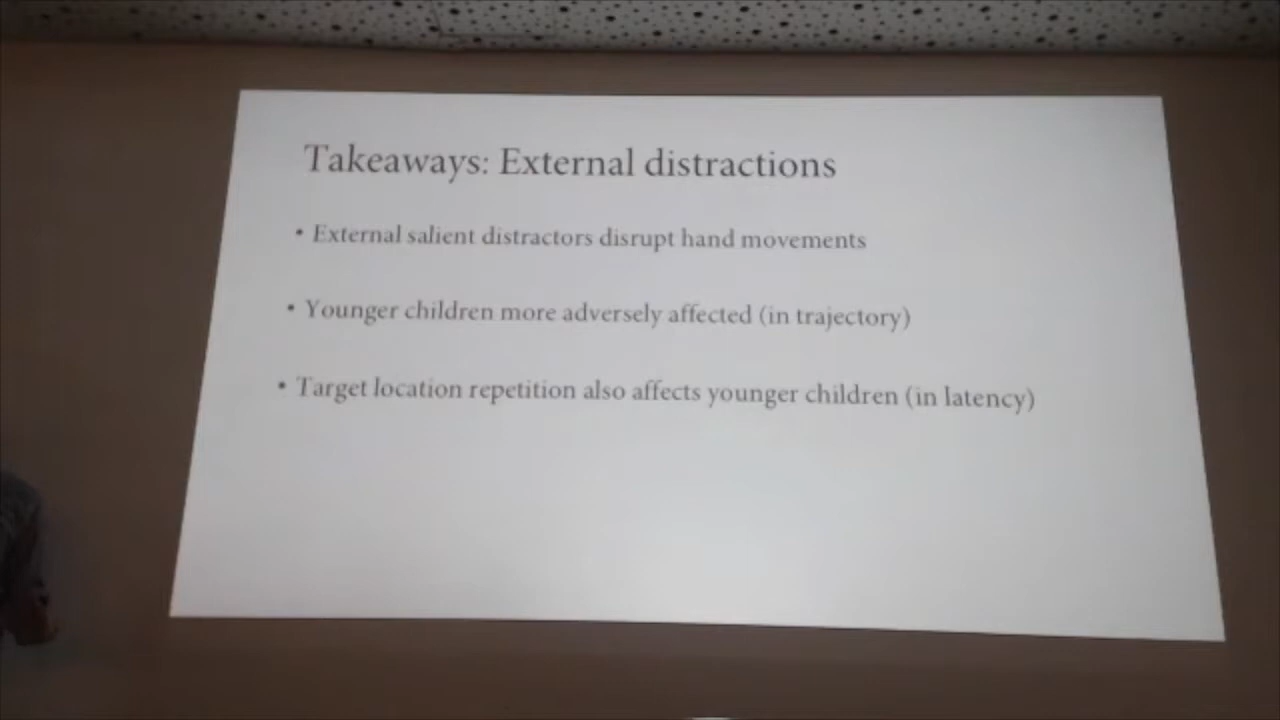 Takeaways: External distractions
• External salient distractors disrupt hand movements
• Younger children more adversely affected (in trajectory)
• Target location repetition also affects younger children (in latency)